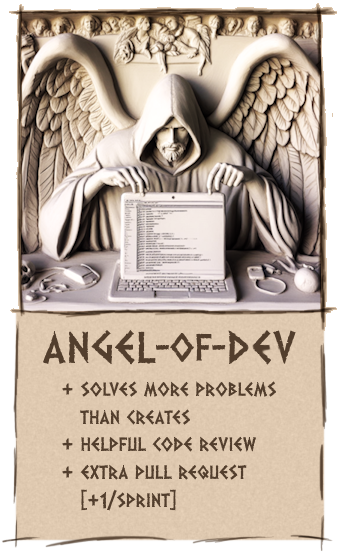 ANGEL-OF-DEV
+ SOLVES MORE PROBLEMS
THAN CREATES
+ HELPFUL CODE REVIEW
+ EXTRA PULL REQUEST
[+1/SPRINT]